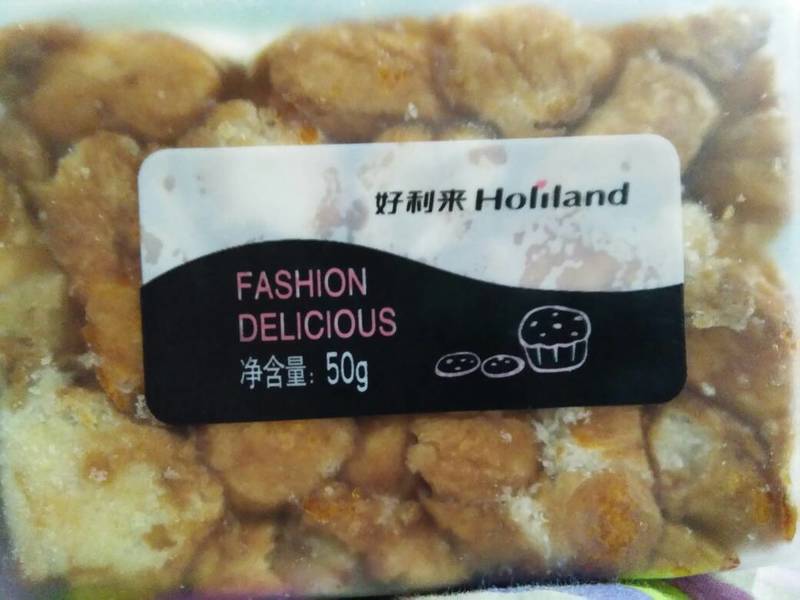 好利来 Holiland
FASHION
DELICIOUS
净含量: 50g